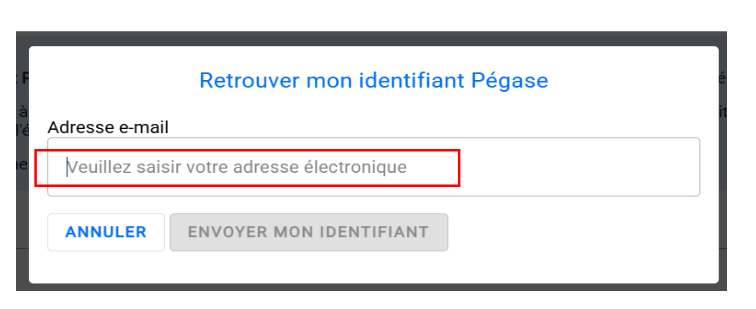 Retrouver mon identifiant Pégase
Adresse e-mail
Veuillez saisir votre adresse électronique
ANNULER
ENVOYER MON IDENTIFIANT